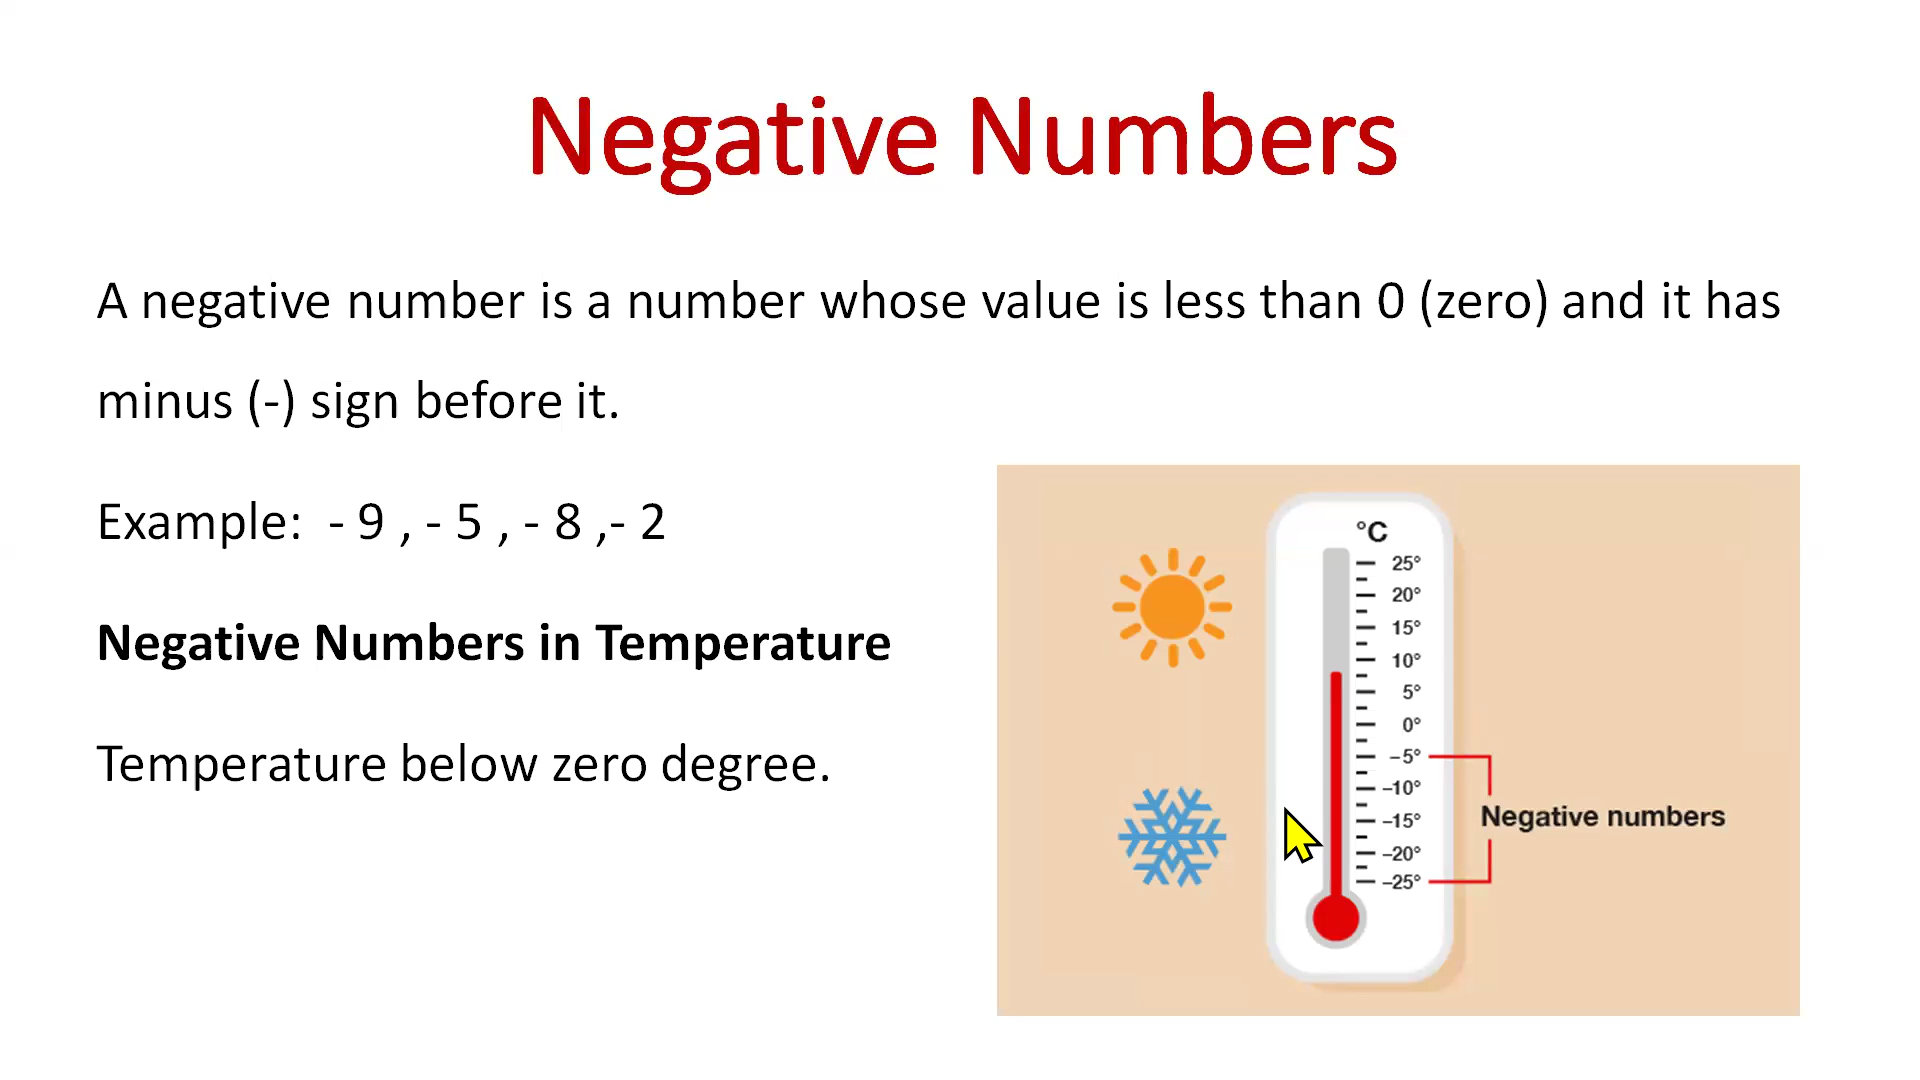 Negative Numbers
A negative number is a number whose value is less than 0 (zero) and it has
minus (-) sign before it.
Example:  - 9 , - 5 , - 8 ,- 2
Negative Numbers in Temperature
Temperature below zero degree.
°C
25°
20°
15°
10°
5°
0°
–5°
–10°
–15°
–20°
–25°
Negative numbers